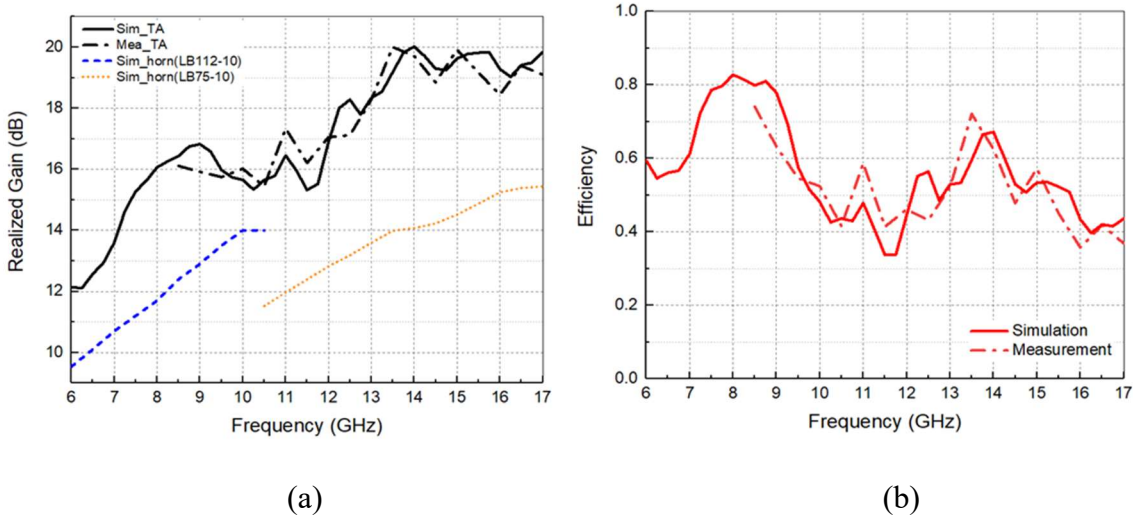 Sim_TA
Mea_TA
Sim_horn(LB112-10)
Sim_horn(LB75-10)
Realized Gain (dB)
20
18
16
14
12
10
6 7 8 9 10 11 12 13 14 15 16 17
Frequency (GHz)
(a)
Efficiency
1.0
0.8
0.6
0.4
0.2
0.0
Simulation
Measurement
6 7 8 9 10 11 12 13 14 15 16 17
Frequency (GHz)
(b)